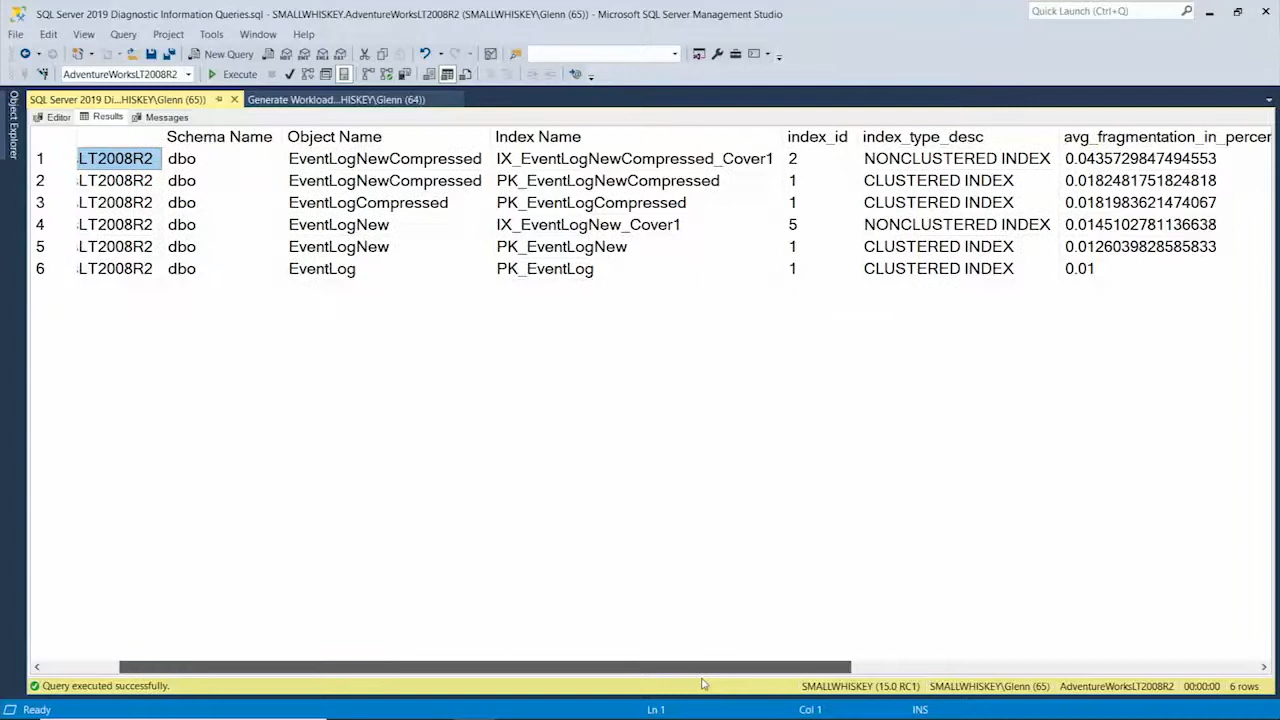 SQL Server 2019 Diagnostic Information Queries.sql - SMALLWHISKEY.AdventureWorksLT2008R2 (SMALLWHISKEY\Glenn (65)) - Microsoft SQL Server Management Studio
Quick Launch (Ctrl+Q)
File Edit View Query Project Tools Window Help
New Query
AdventureWorksLT2008R2 Execute
Object Explorer
SQL Server 2019 Di...HISKEY\Glenn (65)) Generate Workload...HISKEY\Glenn (64))
Editor Results Messages
Schema Name Object Name Index Name index_id index_type_desc avg_fragmentation_in_percen
1 LT2008R2 dbo EventLogNewCompressed IX_EventLogNewCompressed_Cover1 2 NONCLUSTERED INDEX 0.0435729847494553
2 LT2008R2 dbo EventLogNewCompressed PK_EventLogNewCompressed 1 CLUSTERED INDEX 0.0182481751824818
3 LT2008R2 dbo EventLogCompressed PK_EventLogCompressed 1 CLUSTERED INDEX 0.0181983621474067
4 LT2008R2 dbo EventLogNew IX_EventLogNew_Cover1 5 NONCLUSTERED INDEX 0.0145102781136638
5 LT2008R2 dbo EventLogNew PK_EventLogNew 1 CLUSTERED INDEX 0.0126039828585833
6 LT2008R2 dbo EventLog PK_EventLog 1 CLUSTERED INDEX 0.01
Query executed successfully. SMALLWHISKEY (15.0 RC1) SMALLWHISKEY\Glenn (65) AdventureWorksLT2008R2 00:00:00 6 rows
Ready Ln 1 Col 1 INS